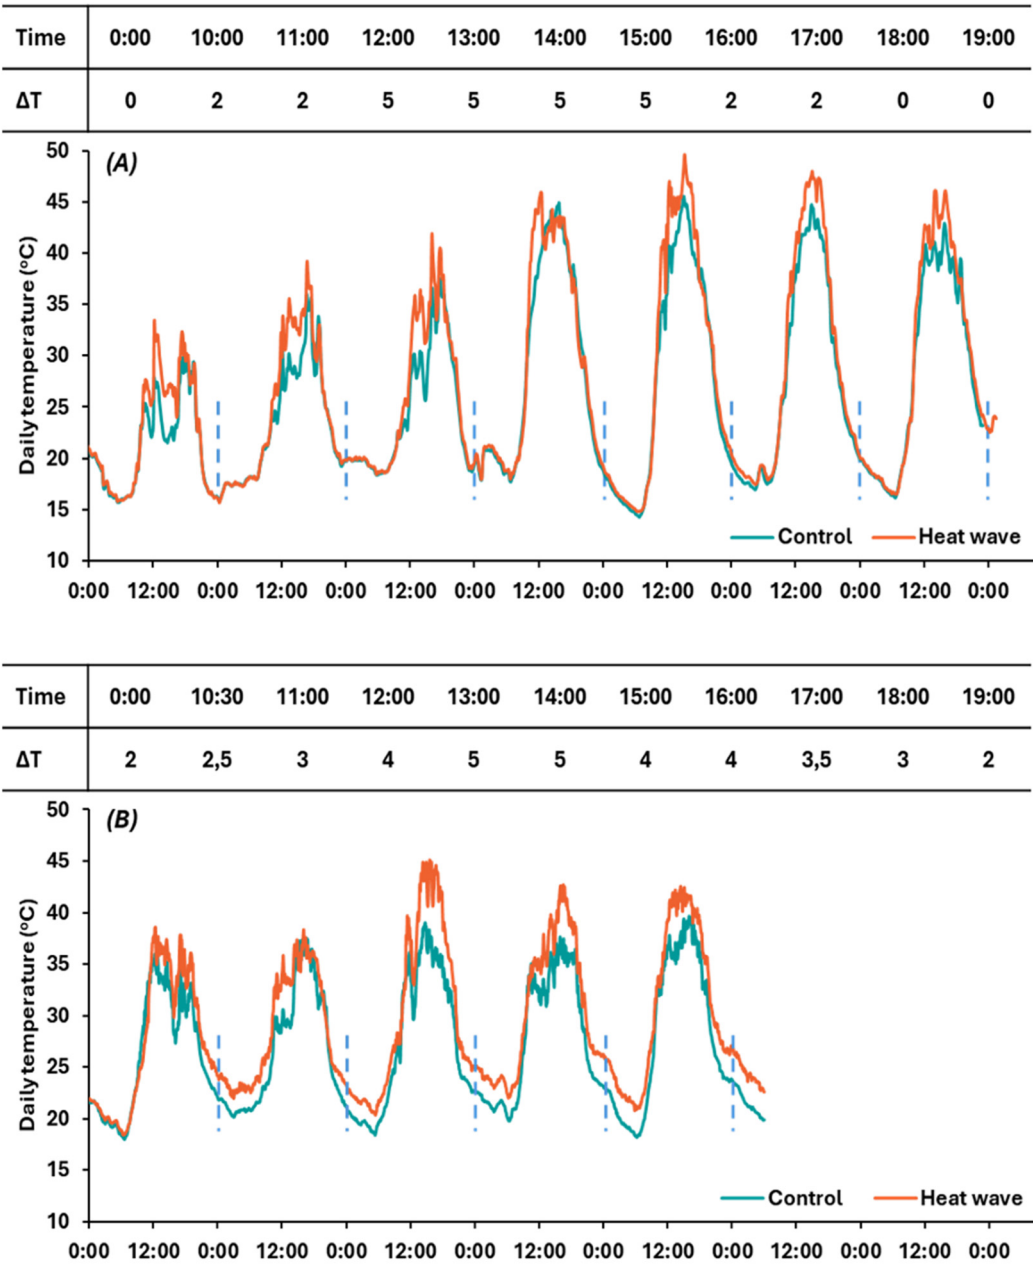 Time 0:00 10:00 11:00 12:00 13:00 14:00 15:00 16:00 17:00 18:00 19:00
ΔT 0 2 2 5 5 5 5 2 2 0 0
(A)
Daily temperature (ºC)
50
45
40
35
30
25
20
15
10
Control Heat wave
0:00 12:00 0:00 12:00 0:00 12:00 0:00 12:00 0:00 12:00 0:00 12:00 0:00 12:00 0:00
Time 0:00 10:30 11:00 12:00 13:00 14:00 15:00 16:00 17:00 18:00 19:00
ΔT 2 2,5 3 4 5 5 4 4 3,5 3 2
(B)
Daily temperature (ºC)
50
45
40
35
30
25
20
15
10
Control Heat wave
0:00 12:00 0:00 12:00 0:00 12:00 0:00 12:00 0:00 12:00 0:00 12:00 0:00 12:00 0:00